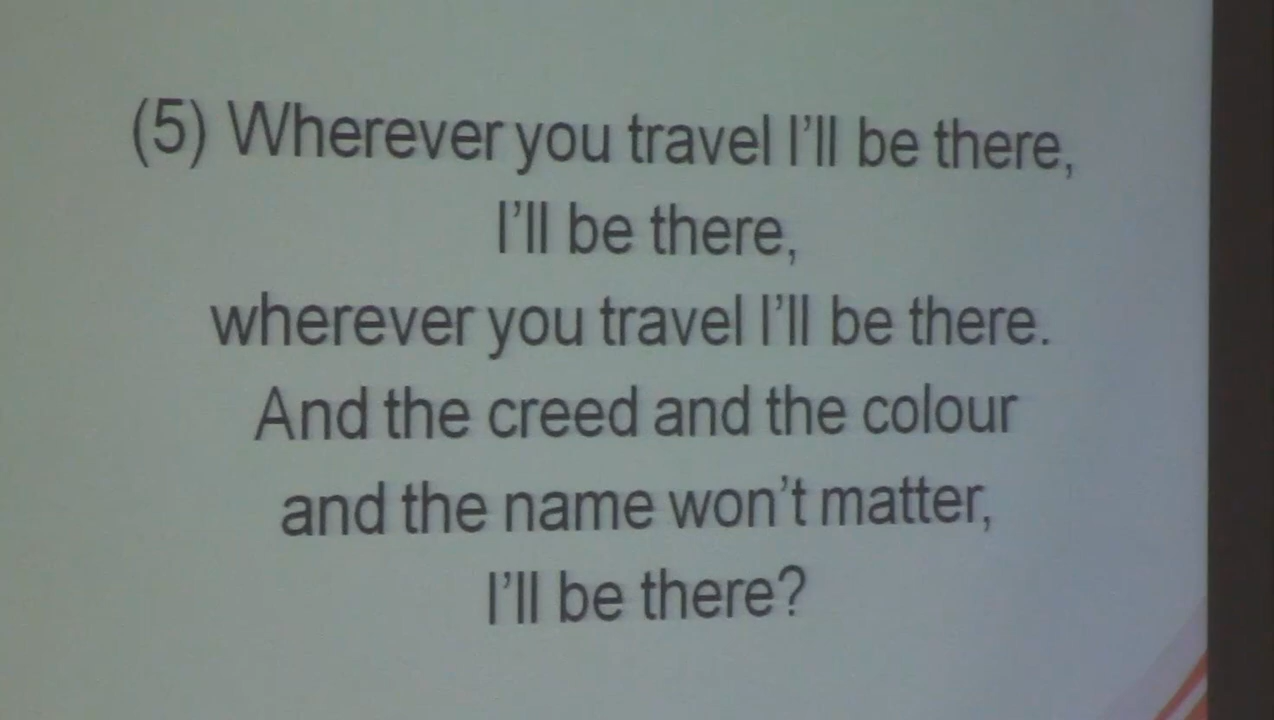 (5) Wherever you travel I'll be there,
I'll be there,
wherever you travel I'll be there.
And the creed and the colour
and the name won't matter,
I'll be there?